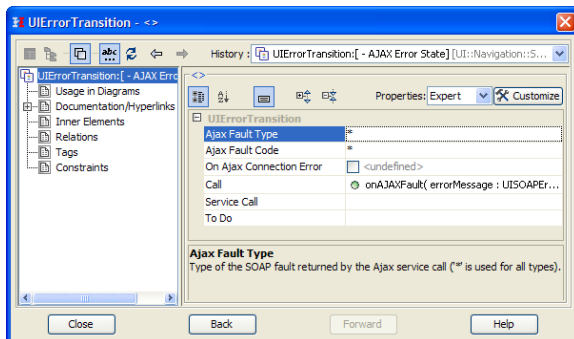 UIErrorTransition - <>
abc
History :
UIErrorTransition:[ - AJAX Error State] [UI::Navigation::S...
UIErrorTransition:[ - AJAX Erro
Usage in Diagrams
Documentation/Hyperlinks
Inner Elements
Relations
Tags
Constraints
<>
Properties: Expert Customize
UIErrorTransition
Ajax Fault Type *
Ajax Fault Code *
On Ajax Connection Error <undefined>
Call onAJAXFault( errorMessage : UISOAPEr...
Service Call
To Do
Ajax Fault Type
Type of the SOAP fault returned by the Ajax service call ('*' is used for all types).
Close Back Forward Help